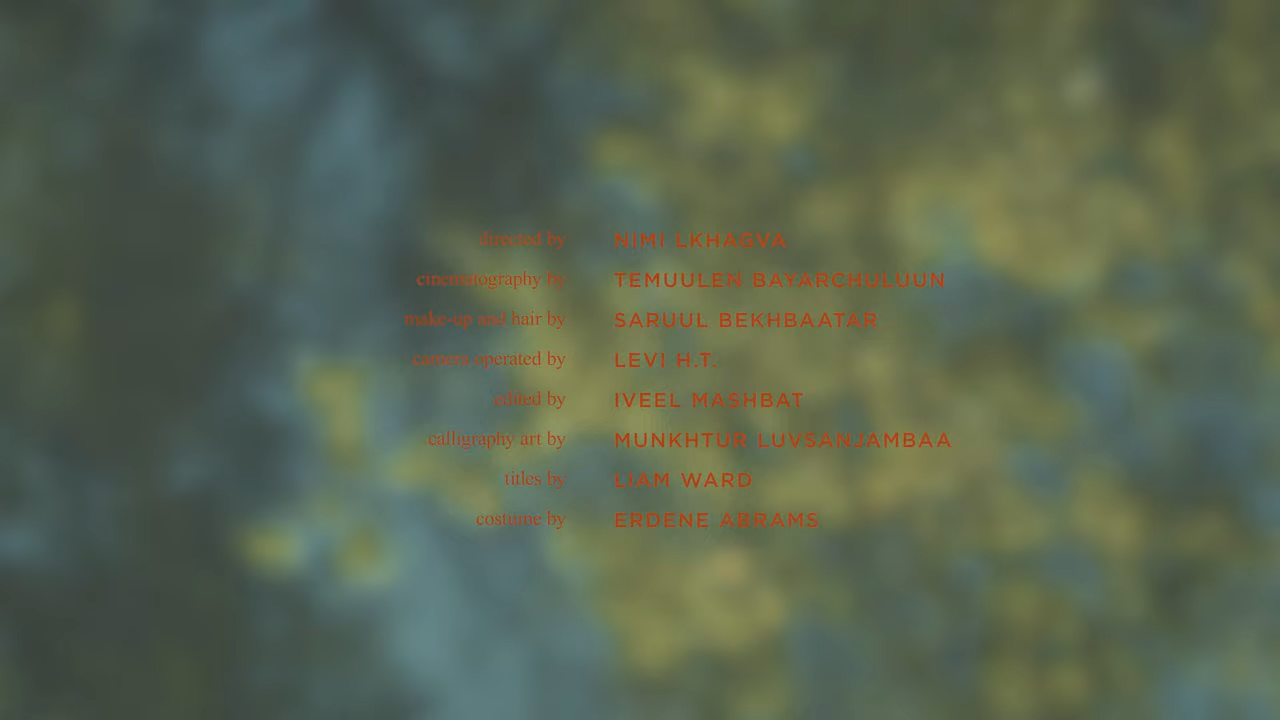 directed by NIMI LKHAGVA
cinematography by TEMUULEN BAYARCHULUUN
make-up and hair by SARUUL BEKHBAATAR
camera operated by LEVI H.T.
edited by IVEEL MASHBAT
calligraphy art by MUNKHTUR LUVSANJAMBAA
titles by LIAM WARD
costume by ERDENE ABRAMS